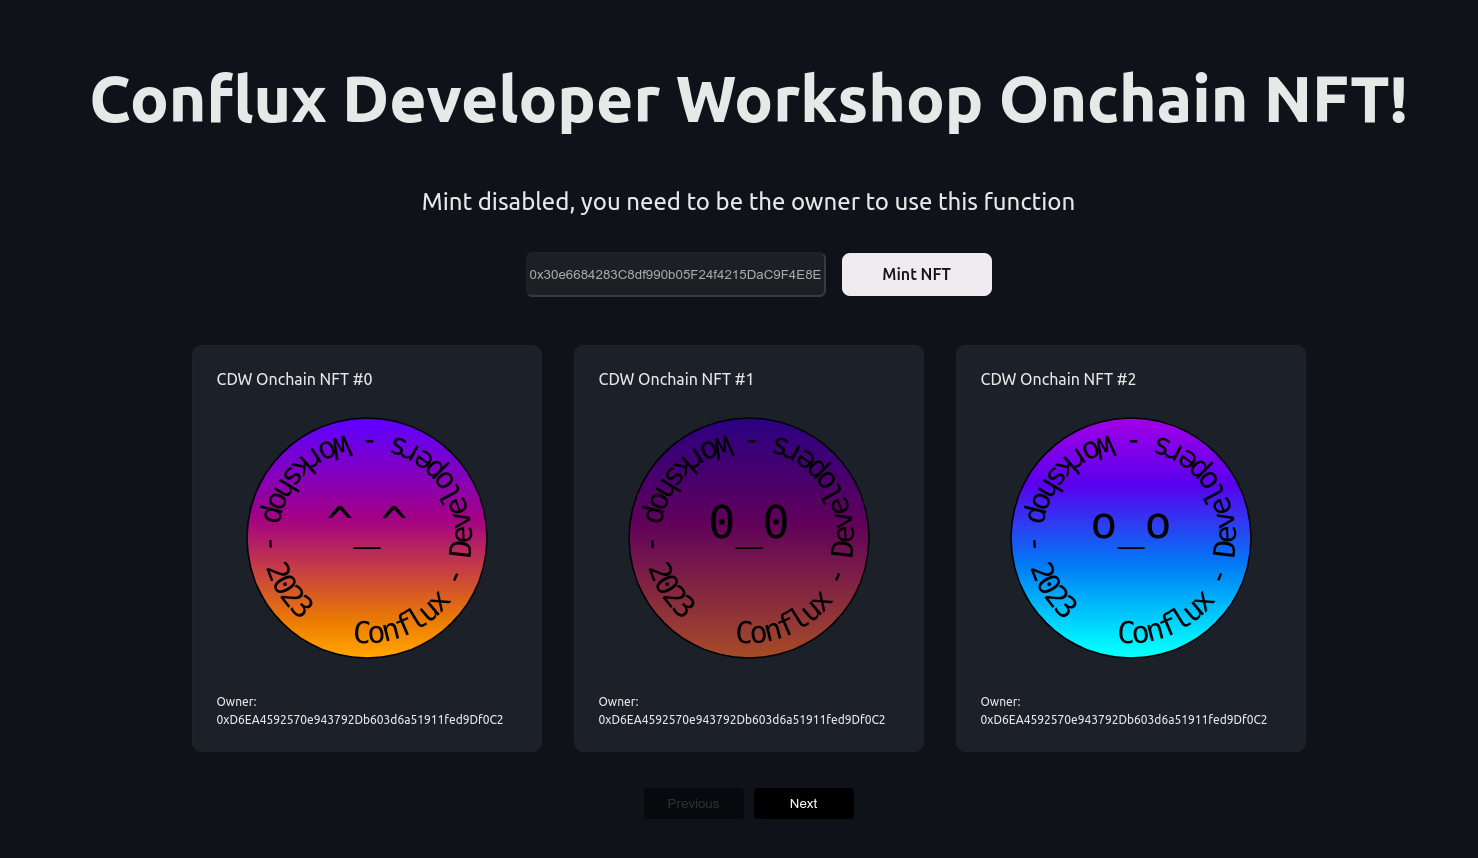 Conflux Developer Workshop Onchain NFT!
Mint disabled, you need to be the owner to use this function
0x30e6684283C8df990b05F24f4215DaC9F4E8E
Mint NFT
CDW Onchain NFT #0
Conflux - Developers - Workshop - 2023
^_^
Owner:
0xD6EA4592570e943792Db603d6a51911fed9Df0C2
CDW Onchain NFT #1
Conflux - Developers - Workshop - 2023
0_0
Owner:
0xD6EA4592570e943792Db603d6a51911fed9Df0C2
CDW Onchain NFT #2
Conflux - Developers - Workshop - 2023
o_o
Owner:
0xD6EA4592570e943792Db603d6a51911fed9Df0C2
Previous
Next